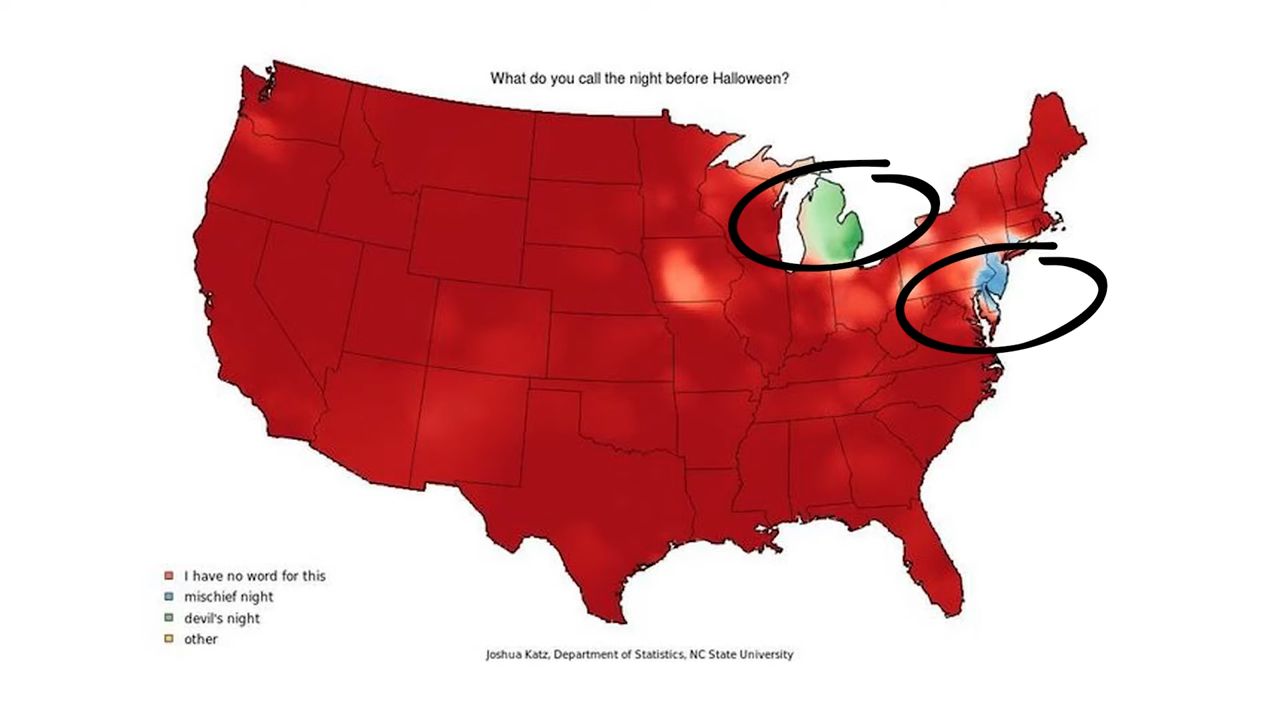 What do you call the night before Halloween?
I have no word for this
mischief night
devil's night
other
Joshua Katz, Department of Statistics, NC State University